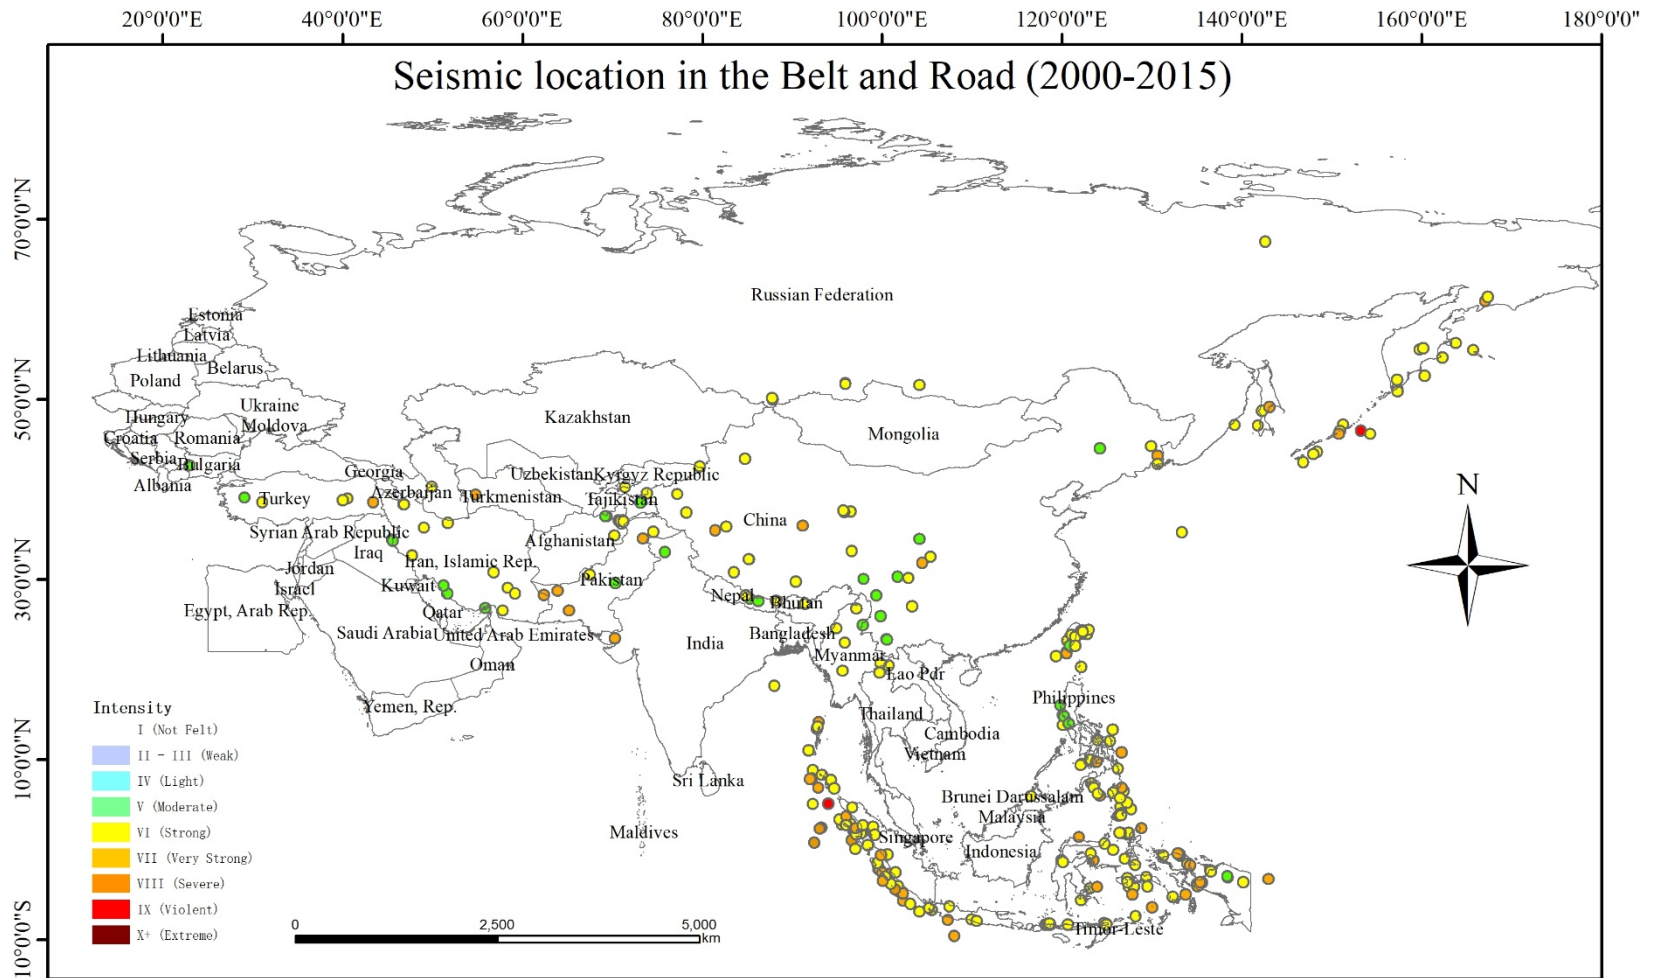 20°0'0"E 40°0'0"E 60°0'0"E 80°0'0"E 100°0'0"E 120°0'0"E 140°0'0"E 160°0'0"E 180°0'0"
Seismic location in the Belt and Road (2000-2015)
70°0'0"N
50°0'0"N
30°0'0"N
10°0'0"N
10°0'0"S
Russian Federation
Estonia
Latvia
Lithuania
Belarus
Poland
Ukraine
Hungary
Moldova
Croatia
Romania
Serbia
Bulgaria
Albania
Kazakhstan
Mongolia
Georgia
Uzbekistan
Kyrgyz Republic
Turkey
Azerbaijan
Turkmenistan
Tajikistan
China
Syrian Arab Republic
Iraq
Iran, Islamic Rep.
Afghanistan
Jordan
Israel
Kuwait
Pakistan
Nepal
Bhutan
Egypt, Arab Rep.
Qatar
Saudi Arabia
United Arab Emirates
India
Bangladesh
Myanmar
Oman
Lao Pdr
Yemen, Rep.
Thailand
Philippines
Cambodia
Vietnam
Sri Lanka
Brunei Darussalam
Malaysia
Maldives
Singapore
Indonesia
Timor-Leste
N
Intensity
I (Not Felt)
II - III (Weak)
IV (Light)
V (Moderate)
VI (Strong)
VII (Very Strong)
VIII (Severe)
IX (Violent)
X+ (Extreme)
0 2,500 5,000
km